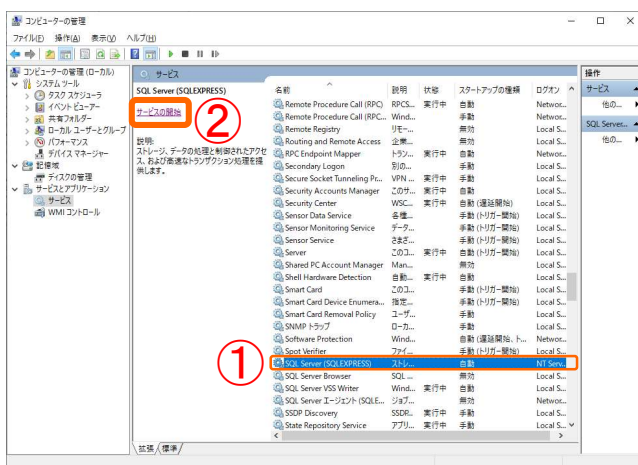 コンピューターの管理
ファイル(F) 操作(A) 表示(V) ヘルプ(H)
コンピューターの管理 (ローカル)
システム ツール
タスク スケジューラ
イベント ビューアー
共有フォルダー
ローカル ユーザーとグループ
パフォーマンス
デバイス マネージャー
記憶域
ディスクの管理
サービスとアプリケーション
サービス
WMI コントロール
サービス
SQL Server (SQLEXPRESS)
サービスの開始
②
説明:
ストレージ、データの処理と制御されたアクセ
ス、および高速なトランザクション処理を提
供します。
名前 説明 状態 スタートアップの種類 ログオン
Remote Procedure Call (RPC) RPCS... 実行中 自動 Networ...
Remote Procedure Call (RPC... Wind... 手動 Networ...
Remote Registry リモー... 無効 Local S...
Routing and Remote Access 企業... 無効 Local S...
RPC Endpoint Mapper トラン... 実行中 自動 Networ...
Secondary Logon 別の... 手動 Local S...
Secure Socket Tunneling Pr... VPN ... 実行中 手動 Local S...
Security Accounts Manager このサ... 実行中 自動 Local S...
Security Center WSC... 実行中 自動 (遅延開始) Local S...
Sensor Data Service 各種... 手動 (トリガー開始) Local S...
Sensor Monitoring Service データ... 手動 (トリガー開始) Local S...
Sensor Service さまざ... 手動 (トリガー開始) Local S...
Server このコ... 実行中 自動 (トリガー開始) Local S...
Shared PC Account Manager Man... 無効 Local S...
Shell Hardware Detection 自動... 実行中 自動 Local S...
Smart Card このコ... 手動 (トリガー開始) Local S...
Smart Card Device Enumera... 指定... 手動 (トリガー開始) Local S...
Smart Card Removal Policy ユーザ... 手動 Local S...
SNMP トラップ ローカ... 手動 Local S...
Software Protection Wind... 自動 (遅延開始、ト... Networ...
Spot Verifier ファイ... 手動 (トリガー開始) Local S...
①
SQL Server (SQLEXPRESS) ストレ... 自動 NT Serv...
SQL Server Browser SQL ... 無効 Local S...
SQL Server VSS Writer Wind... 実行中 自動 Local S...
SQL Server エージェント (SQLE... ジョブ... 無効 Networ...
SSDP Discovery SSDP... 実行中 手動 Local S...
State Repository Service アプリ... 実行中 手動 Local S...
拡張 標準
操作
サービス
他の...
SQL Server...
他の...